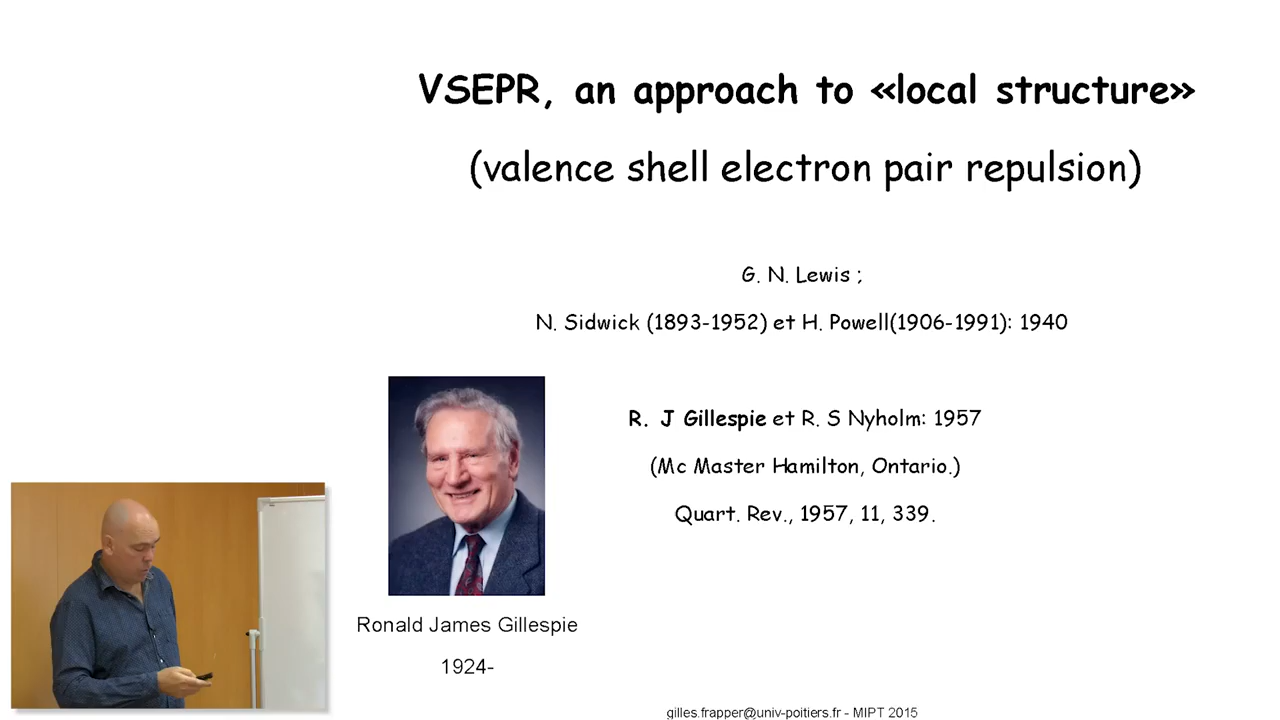 VSEPR, an approach to «local structure»
(valence shell electron pair repulsion)
G. N. Lewis ;
N. Sidwick (1893-1952) et H. Powell(1906-1991): 1940
R. J Gillespie et R. S Nyholm: 1957
(Mc Master Hamilton, Ontario.)
Quart. Rev., 1957, 11, 339.
Ronald James Gillespie
1924-
gilles.frapper@univ-poitiers.fr - MIPT 2015